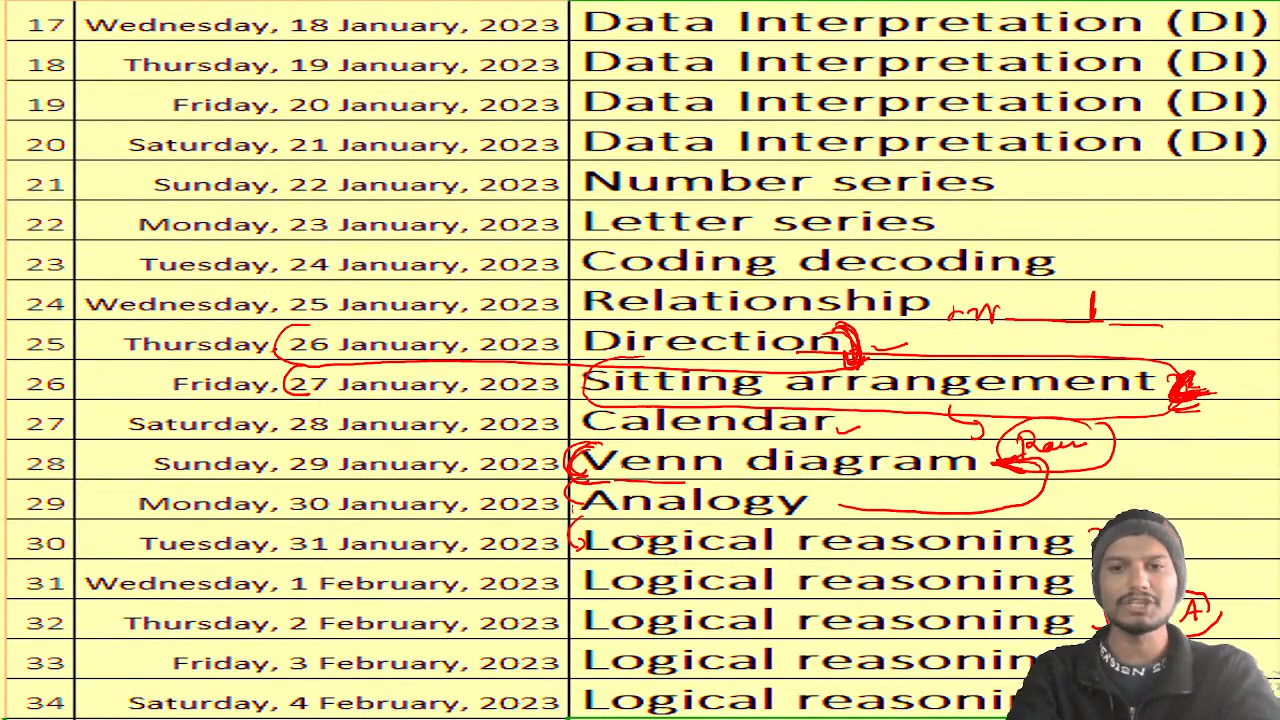 17 Wednesday, 18 January, 2023 Data Interpretation (DI)
18 Thursday, 19 January, 2023 Data Interpretation (DI)
19 Friday, 20 January, 2023 Data Interpretation (DI)
20 Saturday, 21 January, 2023 Data Interpretation (DI)
21 Sunday, 22 January, 2023 Number series
22 Monday, 23 January, 2023 Letter series
23 Tuesday, 24 January, 2023 Coding decoding
24 Wednesday, 25 January, 2023 Relationship
25 Thursday, 26 January, 2023 Direction
26 Friday, 27 January, 2023 Sitting arrangement
27 Saturday, 28 January, 2023 Calendar
28 Sunday, 29 January, 2023 Venn diagram
29 Monday, 30 January, 2023 Analogy
30 Tuesday, 31 January, 2023 Logical reasoning
31 Wednesday, 1 February, 2023 Logical reasoning
32 Thursday, 2 February, 2023 Logical reasoning A
33 Friday, 3 February, 2023 Logical reasoning
34 Saturday, 4 February, 2023 Logical